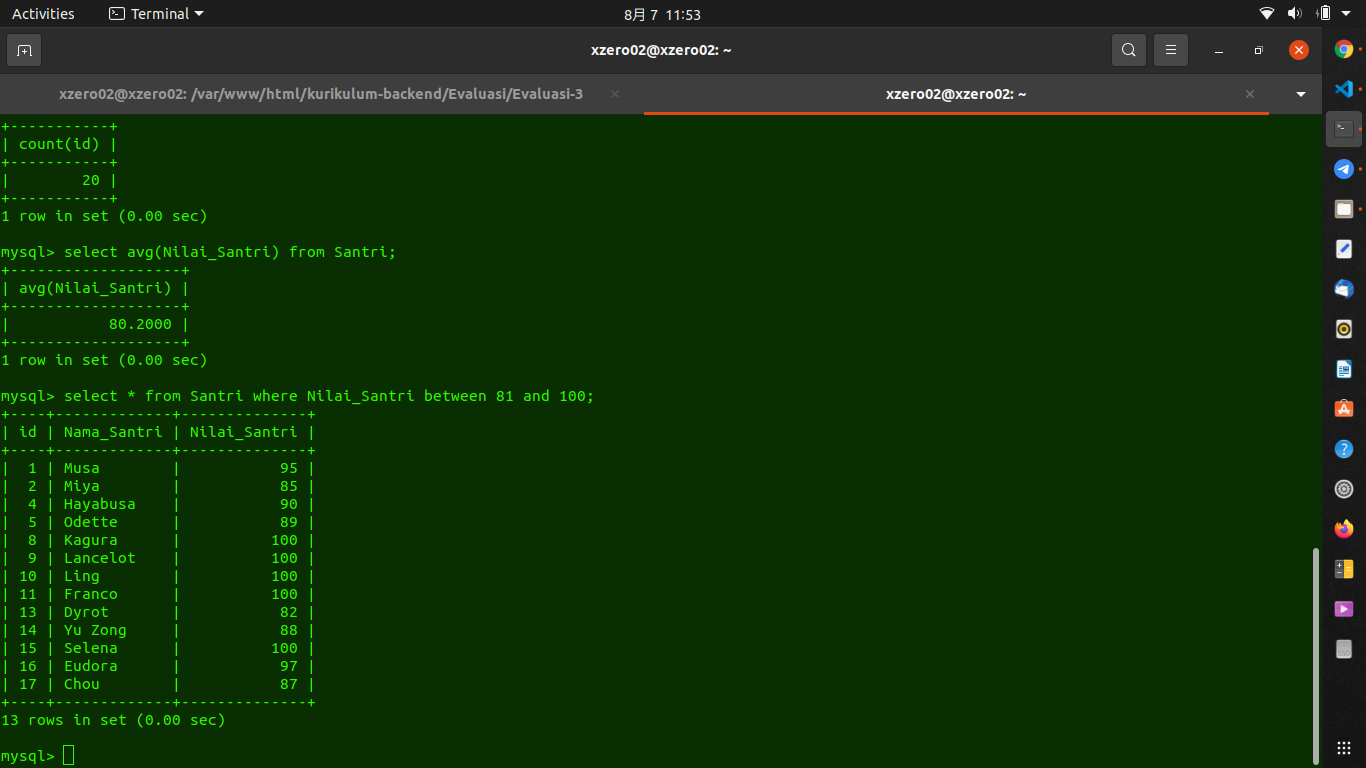 Activities Terminal 8月 7 11:53
xzero02@xzero02: ~
xzero02@xzero02: /var/www/html/kurikulum-backend/Evaluasi/Evaluasi-3 × xzero02@xzero02: ~ ×
+-----------+
| count(id) |
+-----------+
|        20 |
+-----------+
1 row in set (0.00 sec)

mysql> select avg(Nilai_Santri) from Santri;
+-------------------+
| avg(Nilai_Santri) |
+-------------------+
|           80.2000 |
+-------------------+
1 row in set (0.00 sec)

mysql> select * from Santri where Nilai_Santri between 81 and 100;
+----+-------------+--------------+
| id | Nama_Santri | Nilai_Santri |
+----+-------------+--------------+
|  1 | Musa        |           95 |
|  2 | Miya        |           85 |
|  4 | Hayabusa    |           90 |
|  5 | Odette      |           89 |
|  8 | Kagura      |          100 |
|  9 | Lancelot    |          100 |
| 10 | Ling        |          100 |
| 11 | Franco      |          100 |
| 13 | Dyrot       |           82 |
| 14 | Yu Zong     |           88 |
| 15 | Selena      |          100 |
| 16 | Eudora      |           97 |
| 17 | Chou        |           87 |
+----+-------------+--------------+
13 rows in set (0.00 sec)

mysql>